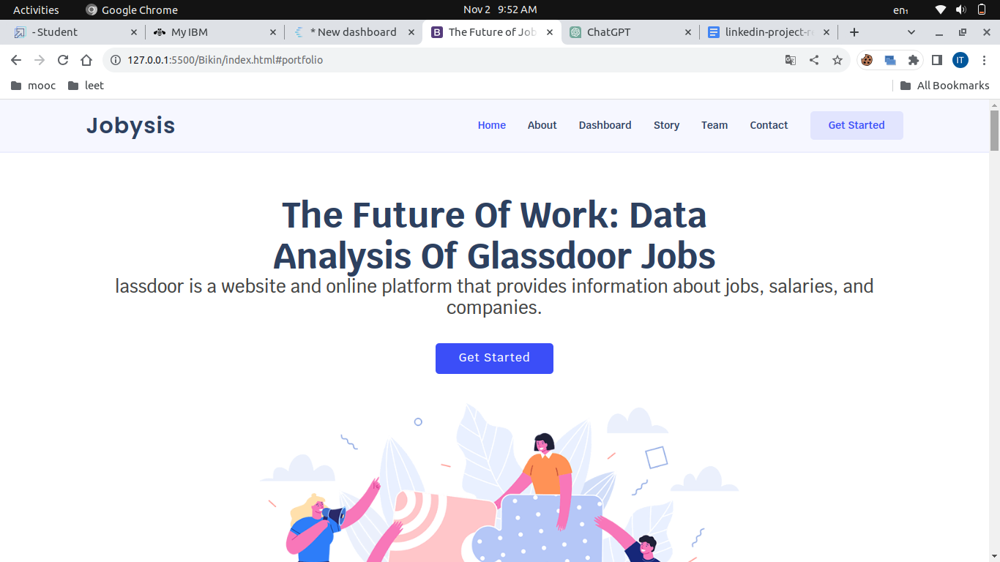 Activities Google Chrome Nov 2 9:52 AM en₁
- Student My IBM * New dashboard The Future of Job ChatGPT linkedin-project-re
127.0.0.1:5500/Bikin/index.html#portfolio IT
mooc leet All Bookmarks
Jobysis Home About Dashboard Story Team Contact Get Started
The Future Of Work: Data
Analysis Of Glassdoor Jobs
lassdoor is a website and online platform that provides information about jobs, salaries, and
companies.
Get Started